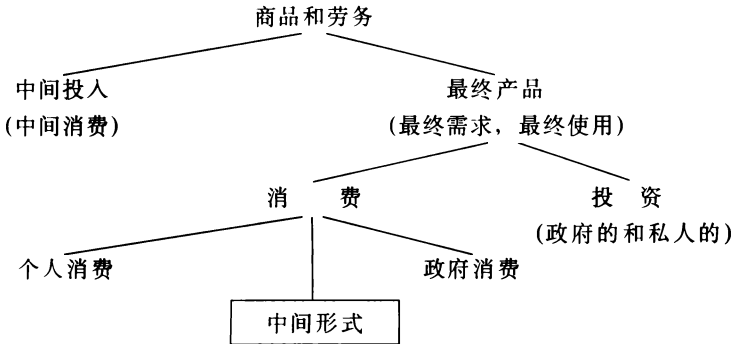 商品和劳务
中间投入
最终产品
(中间消费)
(最终需求，最终使用)
消 费
投 资
(政府的和私人的)
个人消费
政府消费
中间形式